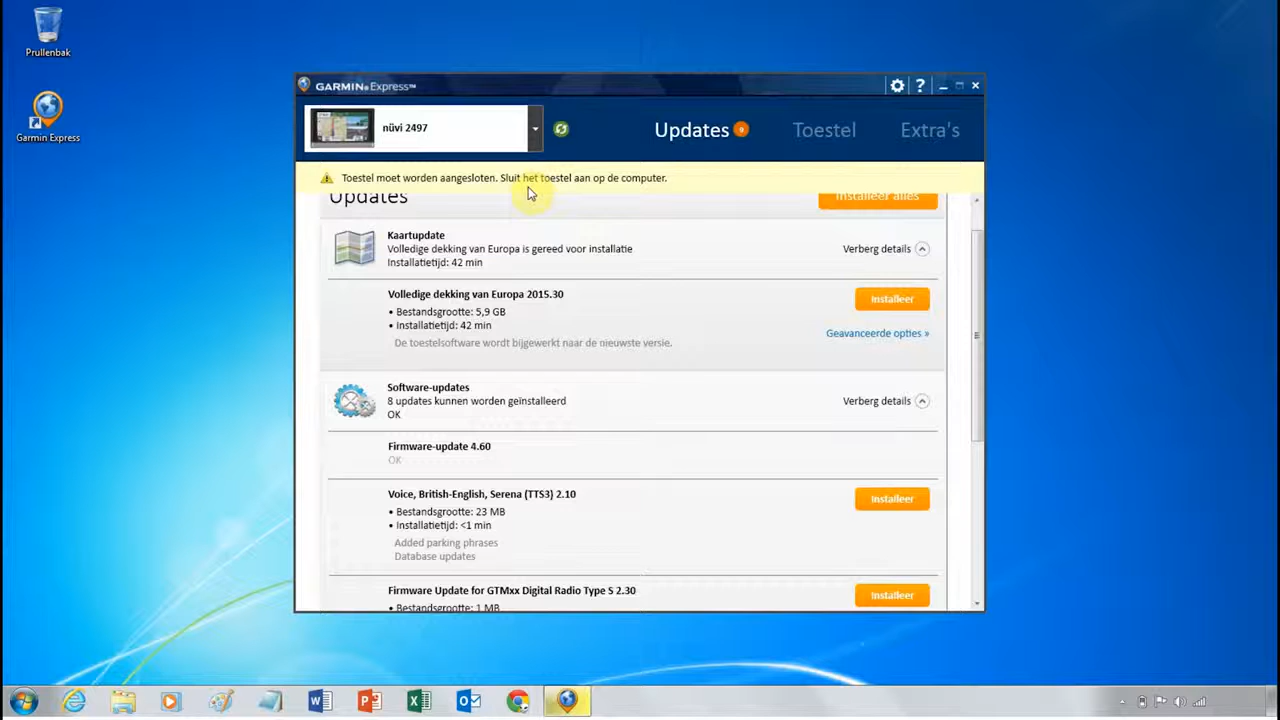 Prullenbak
Garmin Express
GARMIN Express™
nüvi 2497
Updates 9
Toestel
Extra's
Toestel moet worden aangesloten. Sluit het toestel aan op de computer.
Updates
Installeer alles
Kaartupdate
Volledige dekking van Europa is gereed voor installatie
Installatietijd: 42 min
Verberg details
Volledige dekking van Europa 2015.30
Installeer
• Bestandsgrootte: 5,9 GB
• Installatietijd: 42 min
Geavanceerde opties »
De toestelsoftware wordt bijgewerkt naar de nieuwste versie.
Software-updates
8 updates kunnen worden geïnstalleerd
OK
Verberg details
Firmware-update 4.60
OK
Voice, British-English, Serena (TTS3) 2.10
Installeer
• Bestandsgrootte: 23 MB
• Installatietijd: <1 min
Added parking phrases
Database updates
Firmware Update for GTMxx Digital Radio Type S 2.30
Installeer
• Bestandsgrootte: 1 MB